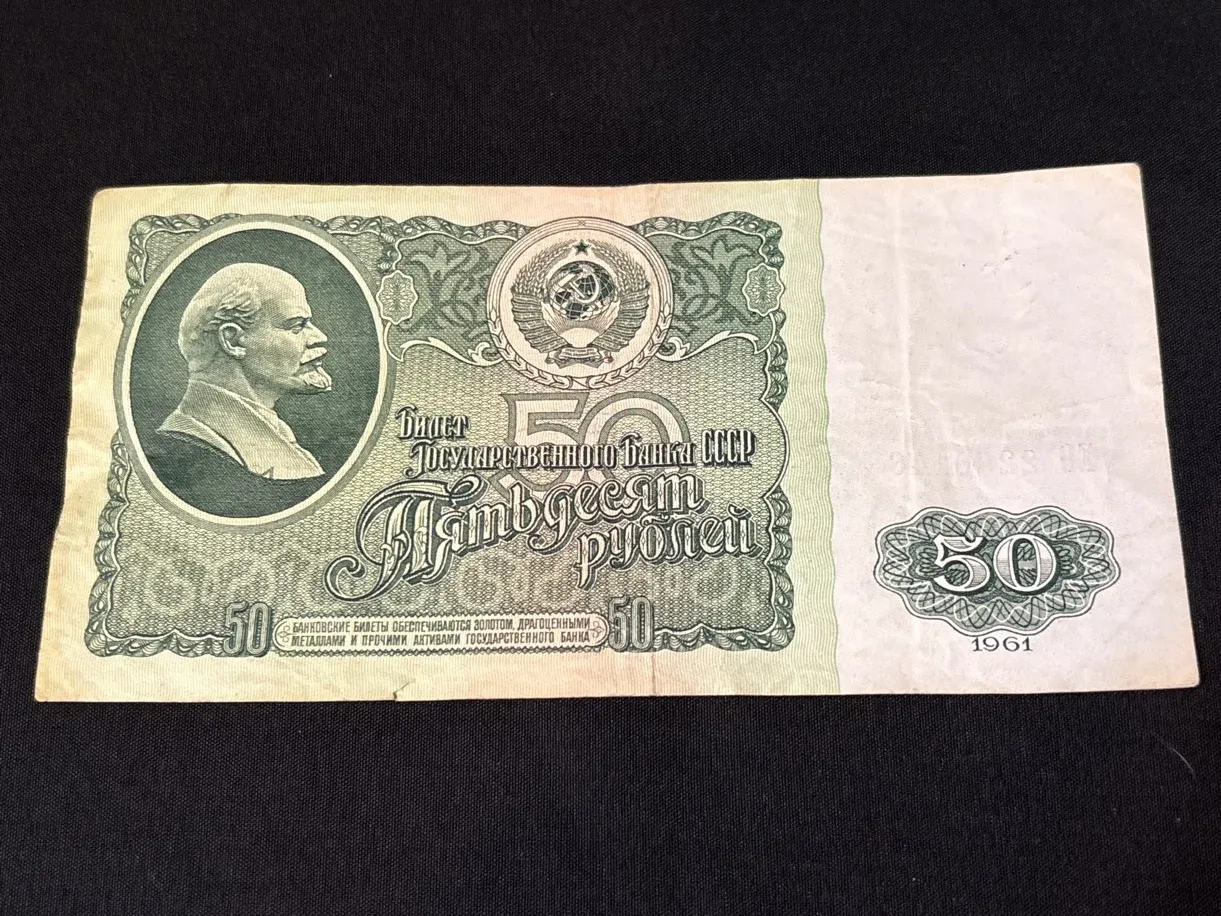 50
Билет
Государственного Банка СССР
Пятьдесят
рублей
50
БАНКОВСКИЕ БИЛЕТЫ ОБЕСПЕЧИВАЮТСЯ ЗОЛОТОМ, ДРАГОЦЕННЫМИ
МЕТАЛЛАМИ И ПРОЧИМИ АКТИВАМИ ГОСУДАРСТВЕННОГО БАНКА
50
50
1961